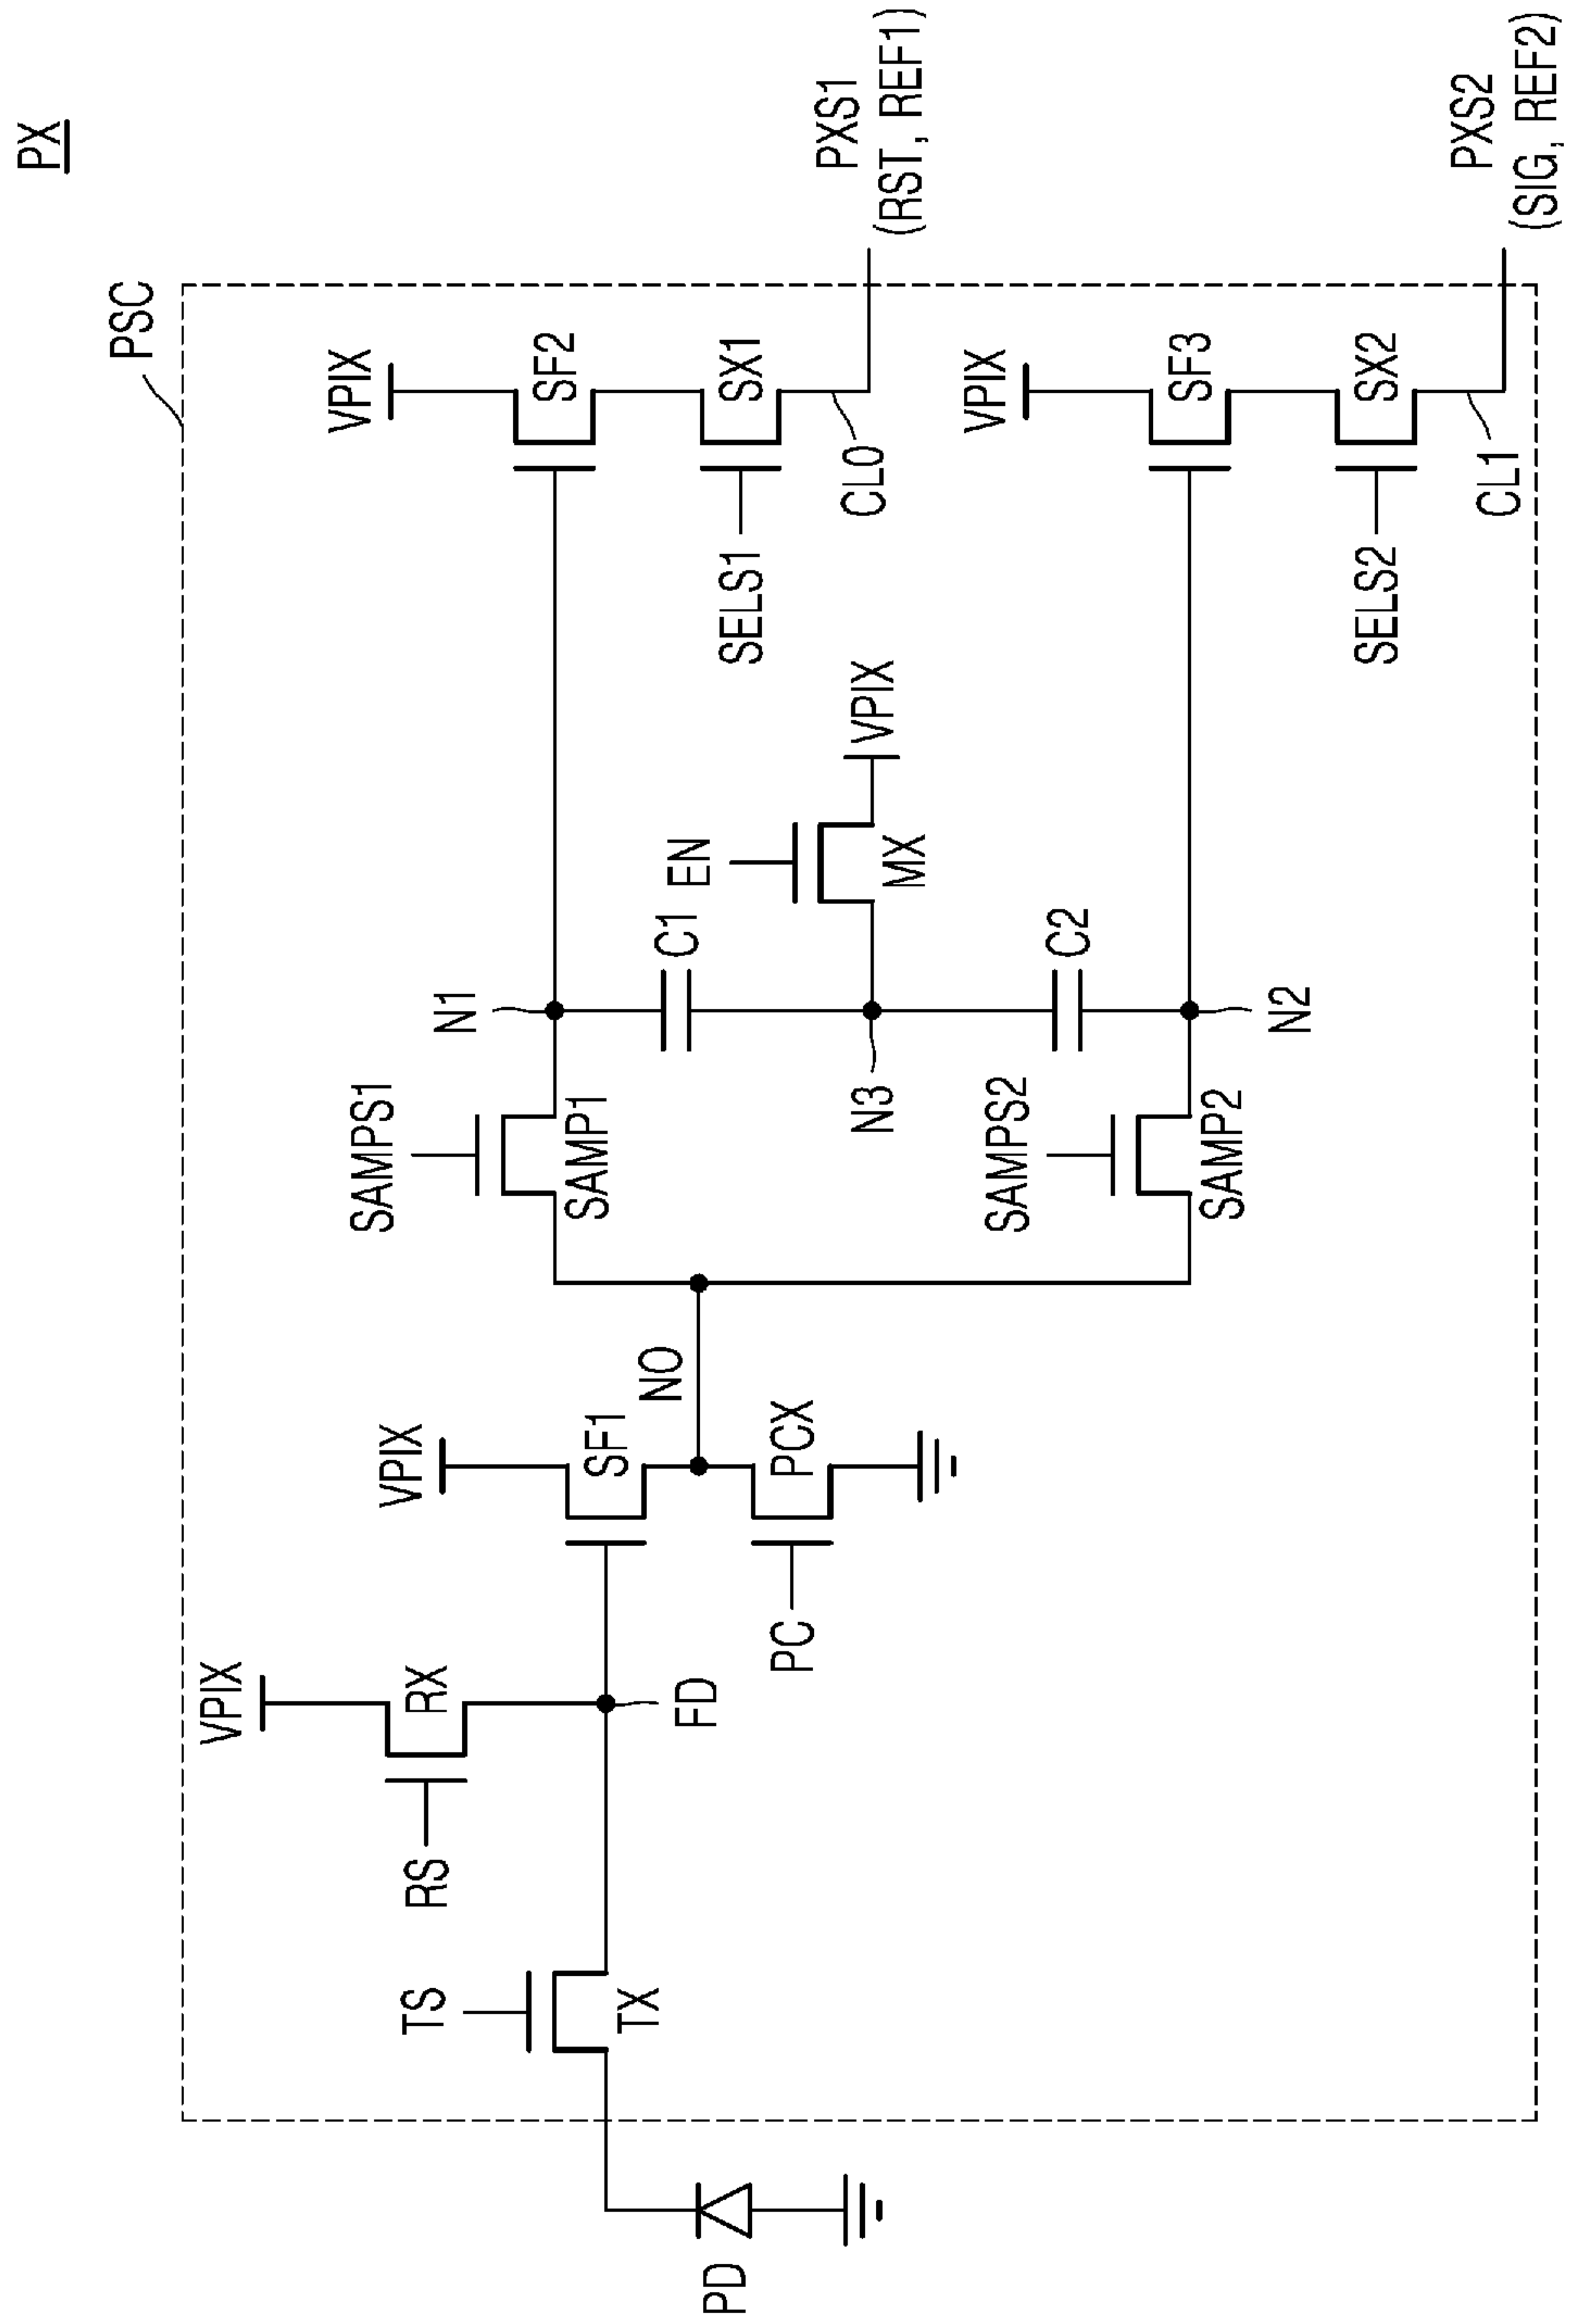 PX
PSC
VPIX
RX
RS
TS
TX
FD
PD
VPIX
SF1
NO
PC
PCX
SAMPS1
SAMP1
N1
C1
EN
MX
VPIX
N3
C2
SAMPS2
SAMP2
N2
VPIX
SF2
SELS1
SX1
CL0
PXS1
(RST, REF1)
VPIX
SF3
SELS2
SX2
CL1
PXS2
(SIG, REF2)